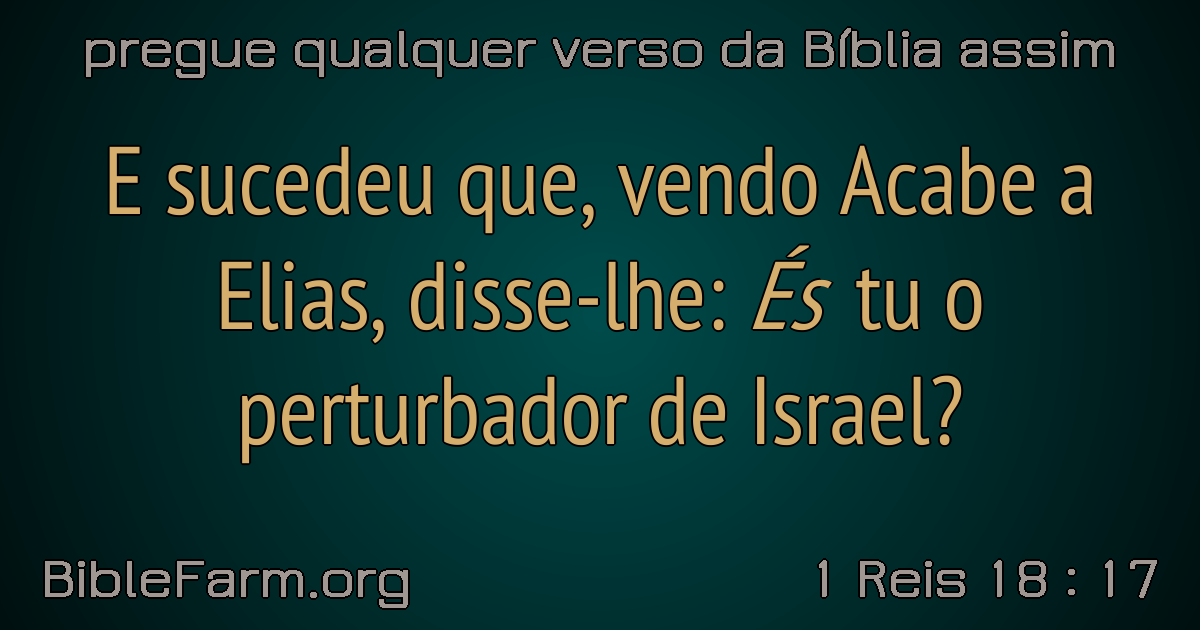 pregue qualquer verso da Bíblia assim
E sucedeu que, vendo Acabe a
Elias, disse-lhe: És tu o
perturbador de Israel?
BibleFarm.org
1 Reis 18 : 17